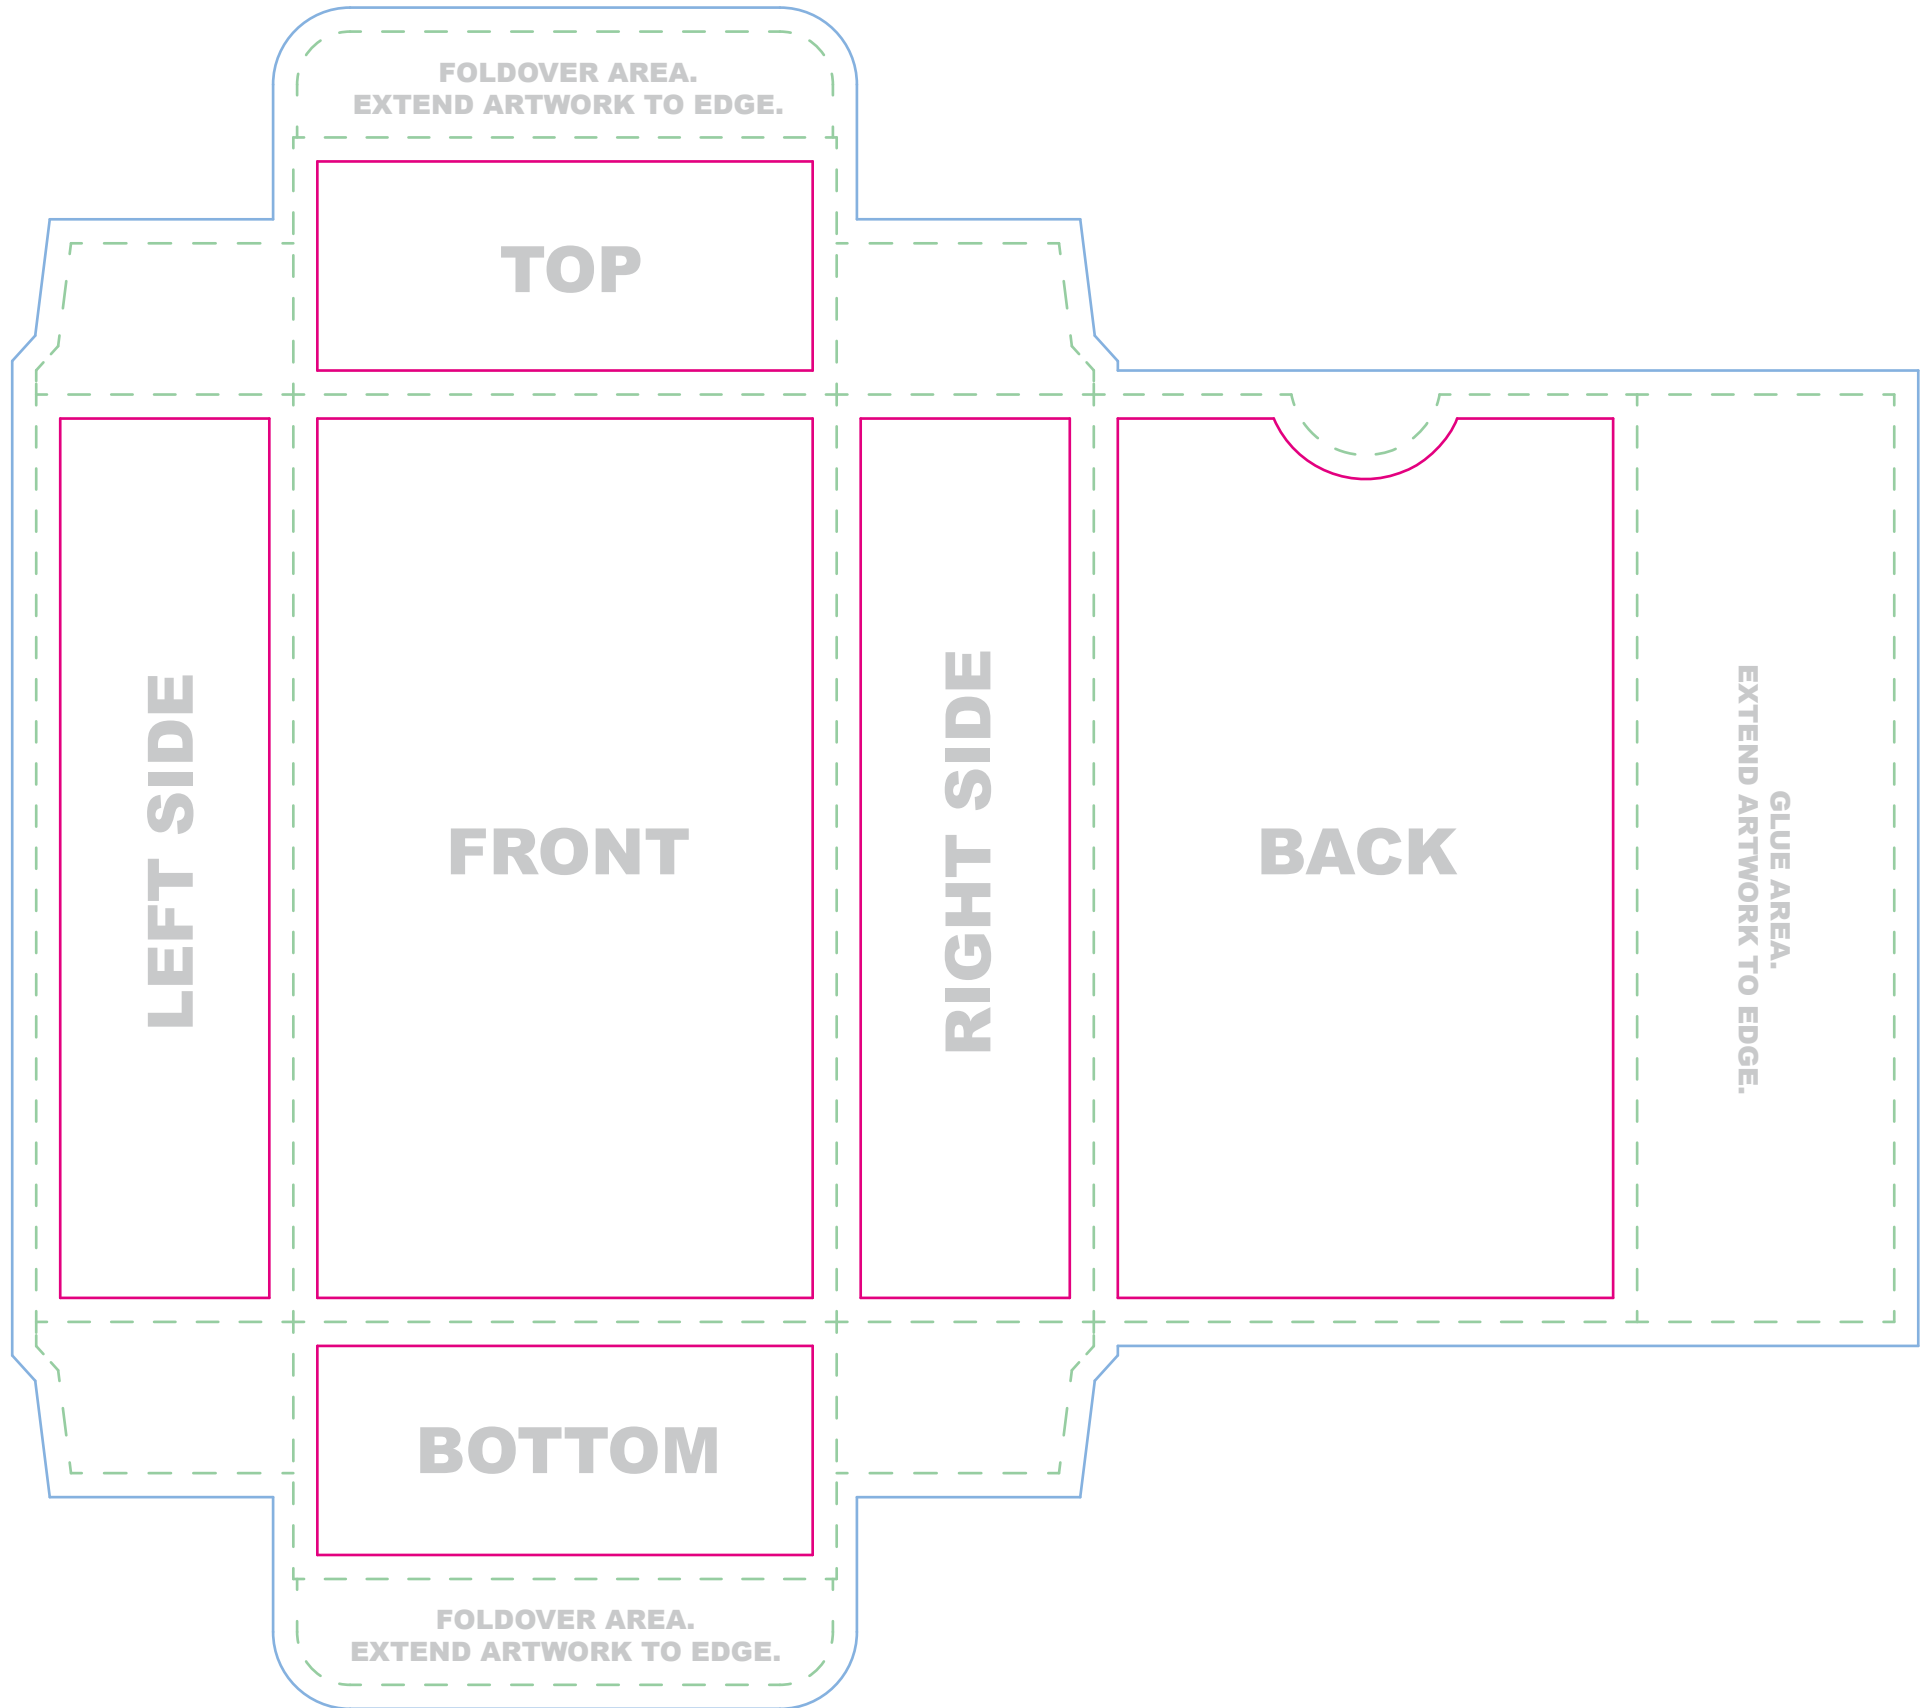 FOLDOVER AREA.
EXTEND ARTWORK TO EDGE.
TOP
LEFT SIDE
FRONT
RIGHT SIDE
BACK
GLUE AREA.
EXTEND ARTWORK TO EDGE.
BOTTOM
FOLDOVER AREA.
EXTEND ARTWORK TO EDGE.